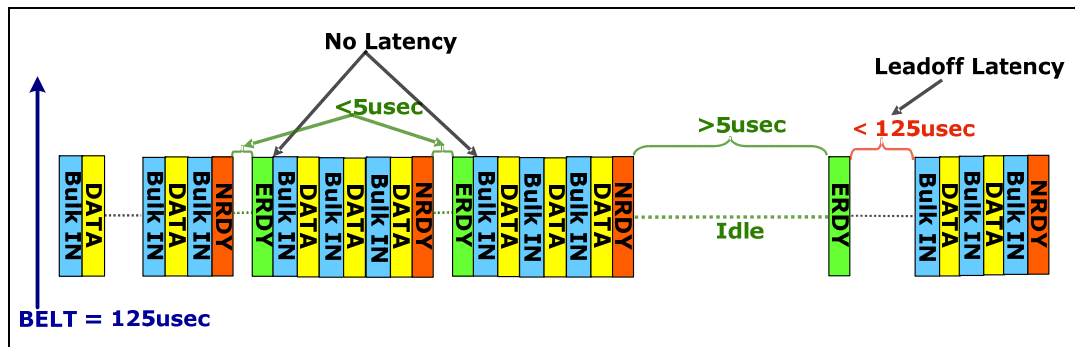 No Latency
Leadoff Latency
<5usec
>5usec
< 125usec
Bulk IN
DATA
Bulk IN
DATA
Bulk IN
NRDY
ERDY
Bulk IN
DATA
Bulk IN
DATA
Bulk IN
DATA
NRDY
ERDY
Bulk IN
DATA
Bulk IN
DATA
Bulk IN
DATA
NRDY
Idle
ERDY
Bulk IN
DATA
Bulk IN
DATA
Bulk IN
NRDY
BELT = 125usec